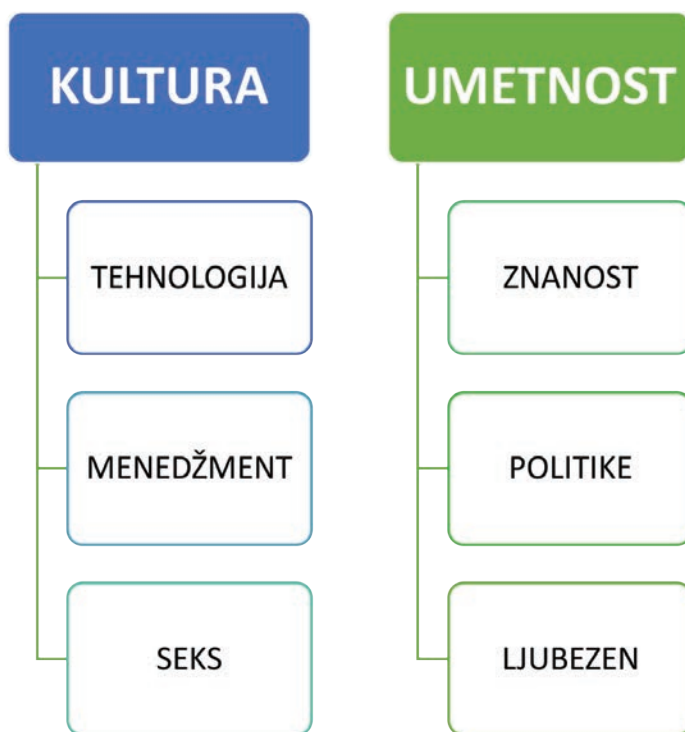 KULTURA
TEHNOLOGIJA
MENEDŽMENT
SEKS
UMETNOST
ZNANOST
POLITIKE
LJUBEZEN